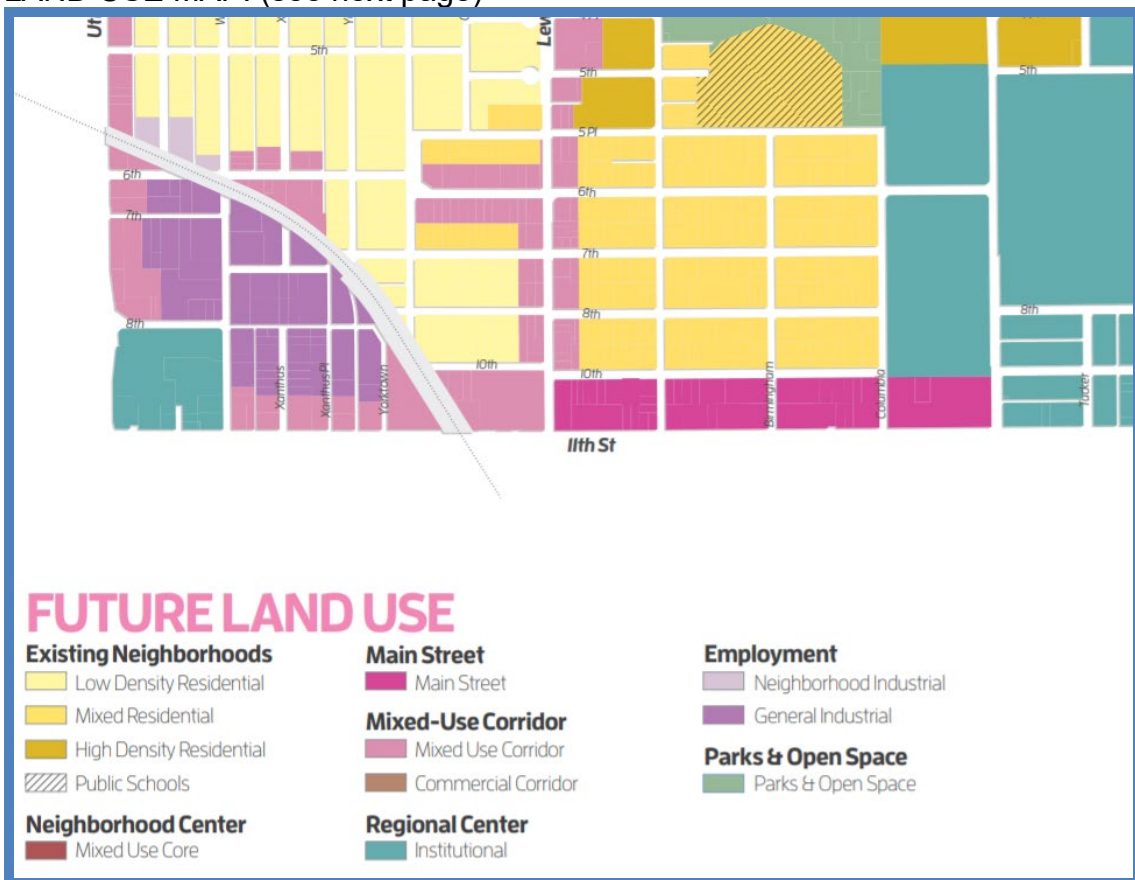 Ut
Lew
5th
5th
5th
5 Pl
6th
6th
7th
7th
8th
8th
8th
10th
10th
Xanthus
Xanthus Pl
Yorktown
Birmingham
Columbia
Tucker
11th St
FUTURE LAND USE
Existing Neighborhoods
Low Density Residential
Mixed Residential
High Density Residential
Public Schools
Neighborhood Center
Mixed Use Core
Main Street
Main Street
Mixed-Use Corridor
Mixed Use Corridor
Commercial Corridor
Regional Center
Institutional
Employment
Neighborhood Industrial
General Industrial
Parks & Open Space
Parks & Open Space